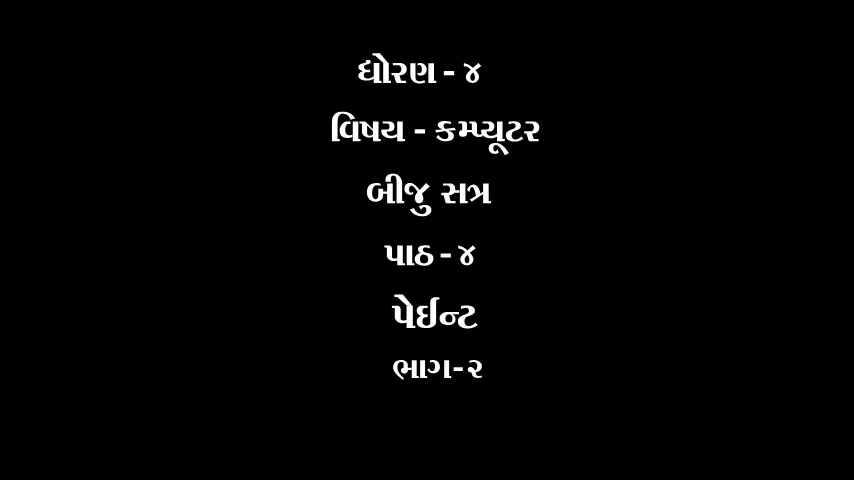 ધોરણ - ૪
વિષય - કમ્પ્યૂટર
બીજુ સત્ર
પાઠ - ૪
પેઈન્ટ
ભાગ-૨